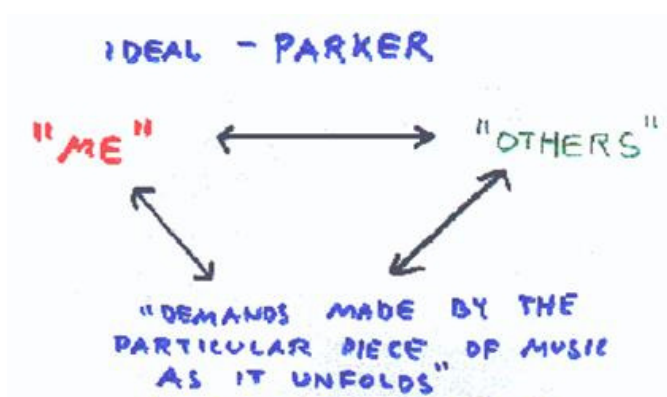 IDEAL - PARKER
"ME"
"OTHERS"
"DEMANDS MADE BY THE
PARTICULAR PIECE OF MUSIC
AS IT UNFOLDS"